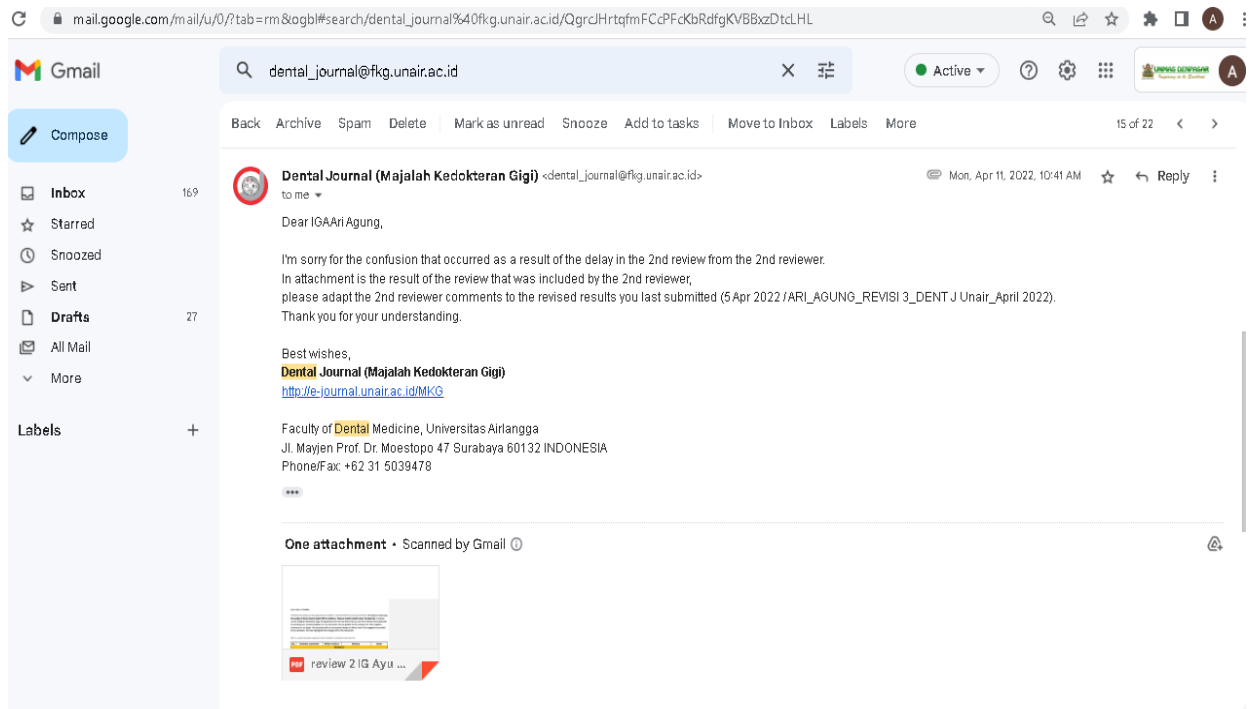 mail.google.com/mail/u/0/?tab=rm&ogbl#search/dental_journal%40fkg.unair.ac.id/QgrcJHrtqfmFCcPFcKbRdfgKVBBxzDtcLHL
A
Gmail
dental_journal@fkg.unair.ac.id
Active
UNMAS DENPASAR
A
Compose
Back Archive Spam Delete Mark as unread Snooze Add to tasks Move to Inbox Labels More 15 of 22
Inbox 169
Starred
Snoozed
Sent
Drafts 27
All Mail
More
Labels
Dental Journal (Majalah Kedokteran Gigi) <dental_journal@fkg.unair.ac.id> Mon, Apr 11, 2022, 10:41 AM Reply
to me
Dear IGAAri Agung,
I'm sorry for the confusion that occurred as a result of the delay in the 2nd review from the 2nd reviewer.
In attachment is the result of the review that was included by the 2nd reviewer,
please adapt the 2nd reviewer comments to the revised results you last submitted (5 Apr 2022 / ARI_AGUNG_REVISI 3_DENT J Unair_April 2022).
Thank you for your understanding.
Best wishes,
Dental Journal (Majalah Kedokteran Gigi)
http://e-journal.unair.ac.id/MKG
Faculty of Dental Medicine, Universitas Airlangga
Jl. Mayjen Prof. Dr. Moestopo 47 Surabaya 60132 INDONESIA
Phone/Fax: +62 31 5039478
One attachment • Scanned by Gmail
PDF review 2 IG Ayu ...